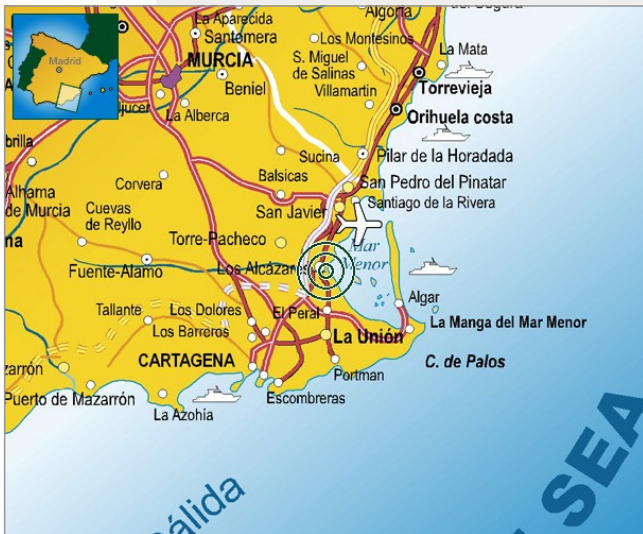 La Aparecida
Algoria
Santomera
Los Montesinos
La Mata
MURCIA
Madrid
S. Miguel
de Salinas
Beniel
Villamartin
Torrevieja
La Alberca
Orihuela costa
Sucina
Pilar de la Horadada
Balsicas
Corvera
San Pedro del Pinatar
Alhama
de Murcia
Santiago de la Rivera
San Javier
Cuevas
de Reyllo
Torre-Pacheco
Mar
Menor
Los Alcázares
Fuente-Alamo
Algar
Tallante
Los Dolores
El Peral
La Manga del Mar Menor
Los Barreros
La Unión
CARTAGENA
C. de Palos
Portman
Puerto de Mazarrón
Escombreras
La Azohía
SEA